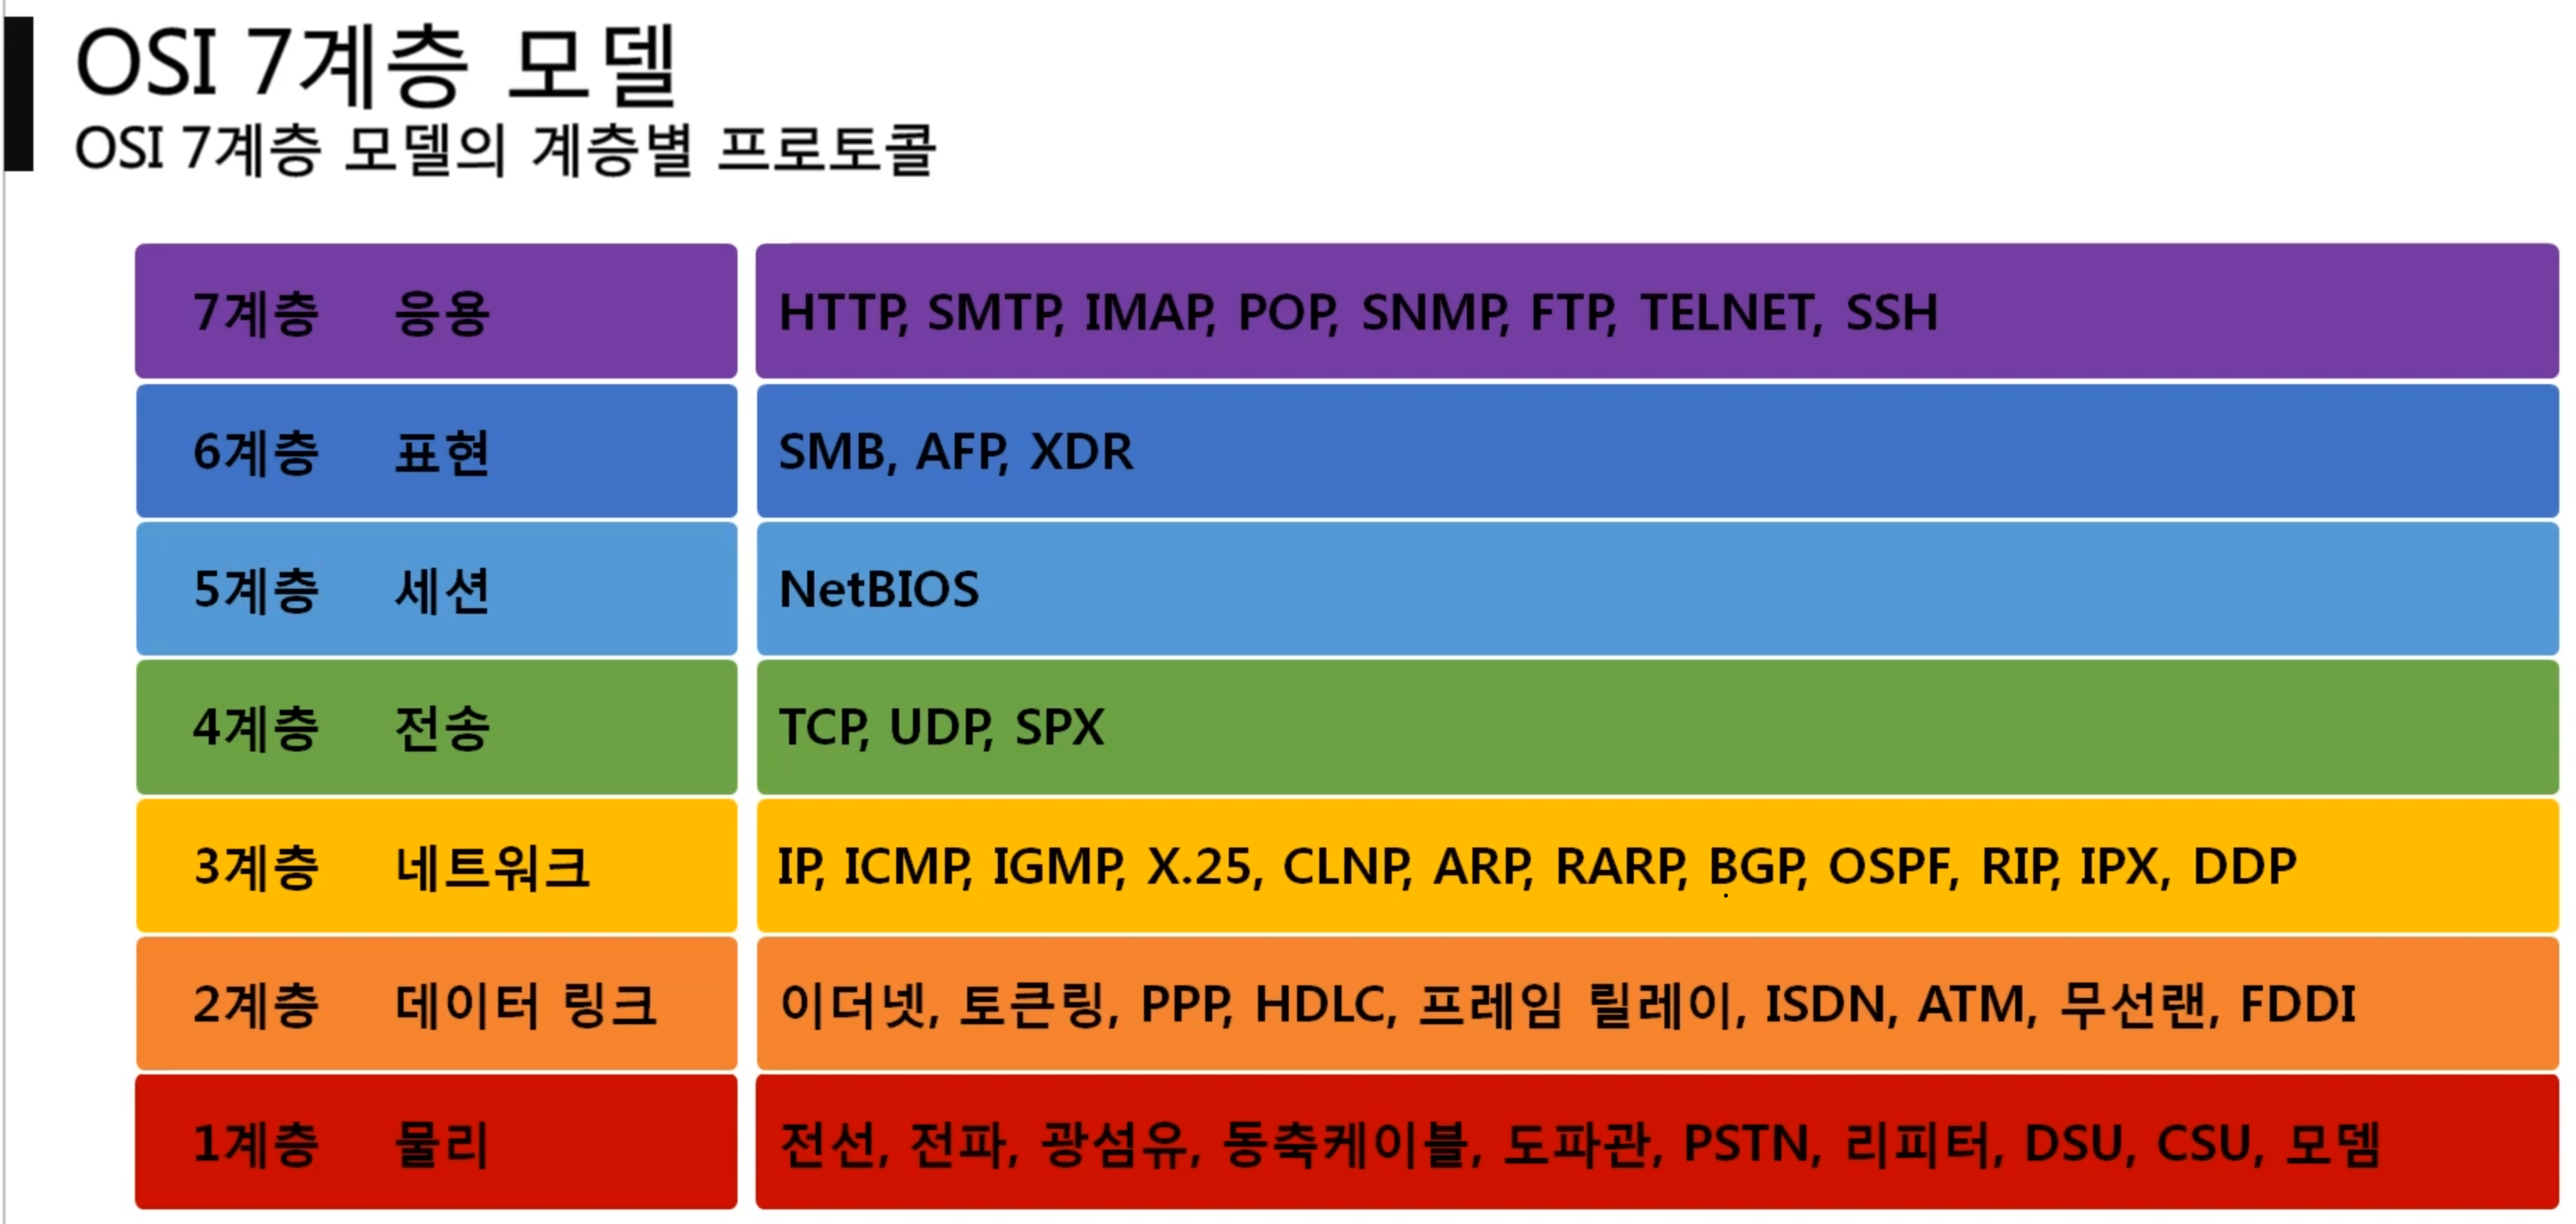 OSI 7계층 모델
OSI 7계층 모델의 계층별 프로토콜
7계층 응용 HTTP, SMTP, IMAP, POP, SNMP, FTP, TELNET, SSH
6계층 표현 SMB, AFP, XDR
5계층 세션 NetBIOS
4계층 전송 TCP, UDP, SPX
3계층 네트워크 IP, ICMP, IGMP, X.25, CLNP, ARP, RARP, BGP, OSPF, RIP, IPX, DDP
2계층 데이터 링크 이더넷, 토큰링, PPP, HDLC, 프레임 릴레이, ISDN, ATM, 무선랜, FDDI
1계층 물리 전선, 전파, 광섬유, 동축케이블, 도파관, PSTN, 리피터, DSU, CSU, 모뎀